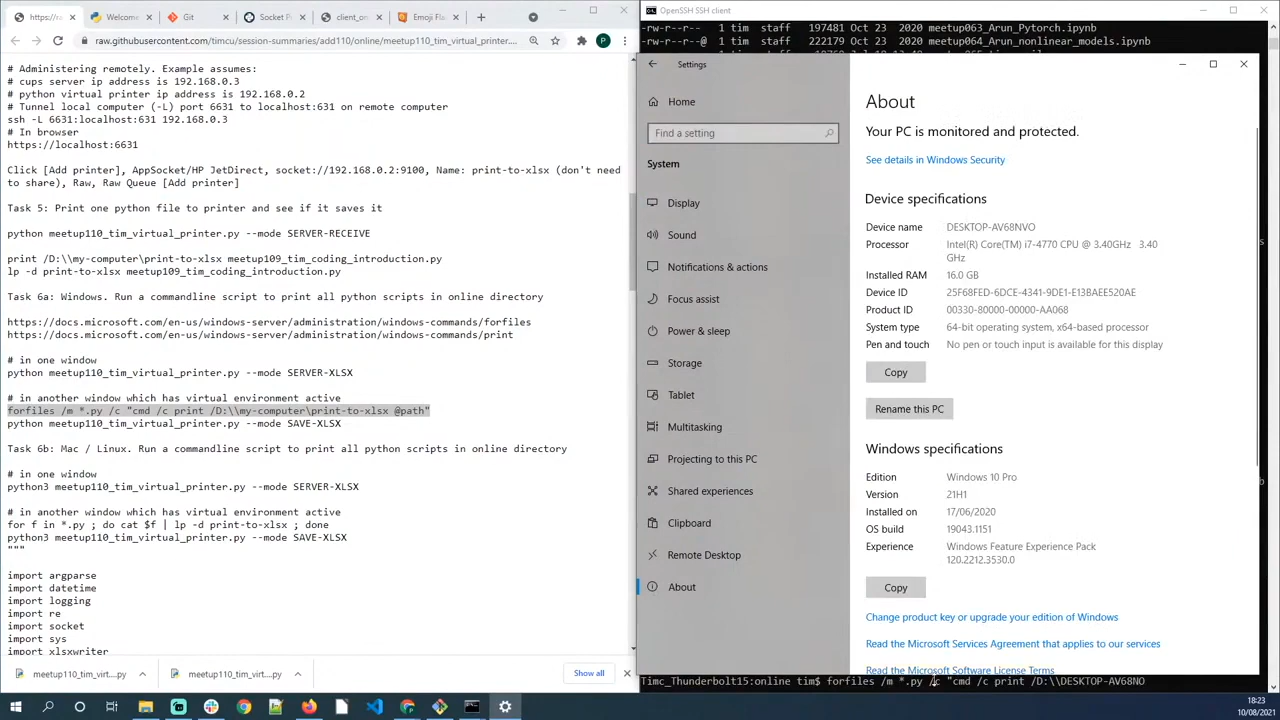 https://ra
Welcome
Git
Socket P
client_on
Emoji Fla
OpenSSH SSH client
raw.githubusercontent.com/timcu/session-summaries/add110/online/meetup110_tim_virtual_printer....
P
-rw-r--r-- 1 tim staff 197481 Oct 23 2020 meetup063_Arun_Pytorch.ipynb
-rw-r--r--@ 1 tim staff 222179 Oct 23 2020 meetup064_Arun_nonlinear_models.ipynb
# Administering remotely. Example assumes:
# cups server ip address is 192.168.0.3
# python virtual printer ip address is 192.168.0.2
# Tunnel local computer (-L) port 6631 to localhost:631 on remote computer
ssh -L 6631:localhost:631 192.168.0.3
# In browser
https://localhost:6631
Click [Add printer], AppSocket/HP JetDirect, socket://192.168.0.2:9100, Name: print-to-xlsx (don't need
to share), Raw, Raw Queue [Add printer]
Task 5: Print one python file to printer and see if it saves it
python meetup110_tim_virtual_printer.py --mode SERVER-RECEIVE
print /D:\\my-computer\print-to-xlsx meetup109_tim_coding_introduction.py
lp -d print-to-xlsx meetup109_tim_coding_introduction.py
Task 6a: Windows. Run a commandline script to print all python scripts in online directory
https://docs.microsoft.com/en-us/windows-server/administration/windows-commands/forfiles
https://docs.microsoft.com/en-us/windows-server/administration/windows-commands/print
# in one window
python meetup110_tim_virtual_printer.py --mode SERVER-XLSX
# in another window which has virtual environment active
forfiles /m *.py /c "cmd /c print /D:\\my-computer\print-to-xlsx @path"
python meetup110_tim_virtual_printer.py --mode SAVE-XLSX
Task 6b: Mac / Linux. Run a commandline script to print all python scripts in online directory
# in one window
python3 meetup110_tim_virtual_printer.py --mode SERVER-XLSX
# in another window which has virtual environment active
for f in *.py ; do cat $f | lp -d print-to-xlsx ; done
python3 meetup110_tim_virtual_printer.py --mode SAVE-XLSX
"""
import argparse
import datetime
import logging
import re
import socket
import sys
import xlsxwriter
meetup110_tim_virt....py
meetup110_tim_virt....py
Show all
Settings
Home
Find a setting
System
Display
Sound
Notifications & actions
Focus assist
Power & sleep
Storage
Tablet
Multitasking
Projecting to this PC
Shared experiences
Clipboard
Remote Desktop
About
About
Your PC is monitored and protected.
See details in Windows Security
Device specifications
Device name DESKTOP-AV68NVO
Processor Intel(R) Core(TM) i7-4770 CPU @ 3.40GHz 3.40
GHz
Installed RAM 16.0 GB
Device ID 25F68FED-6DCE-4341-9DE1-E13BAEE520AE
Product ID 00330-80000-00000-AA068
System type 64-bit operating system, x64-based processor
Pen and touch No pen or touch input is available for this display
Copy
Rename this PC
Windows specifications
Edition Windows 10 Pro
Version 21H1
Installed on 17/06/2020
OS build 19043.1151
Experience Windows Feature Experience Pack
120.2212.3530.0
Copy
Change product key or upgrade your edition of Windows
Read the Microsoft Services Agreement that applies to our services
Read the Microsoft Software License Terms
Timc_Thunderbolt15:online tim$ forfiles /m *.py /c "cmd /c print /D:\\DESKTOP-AV68NO
18:23
10/08/2021